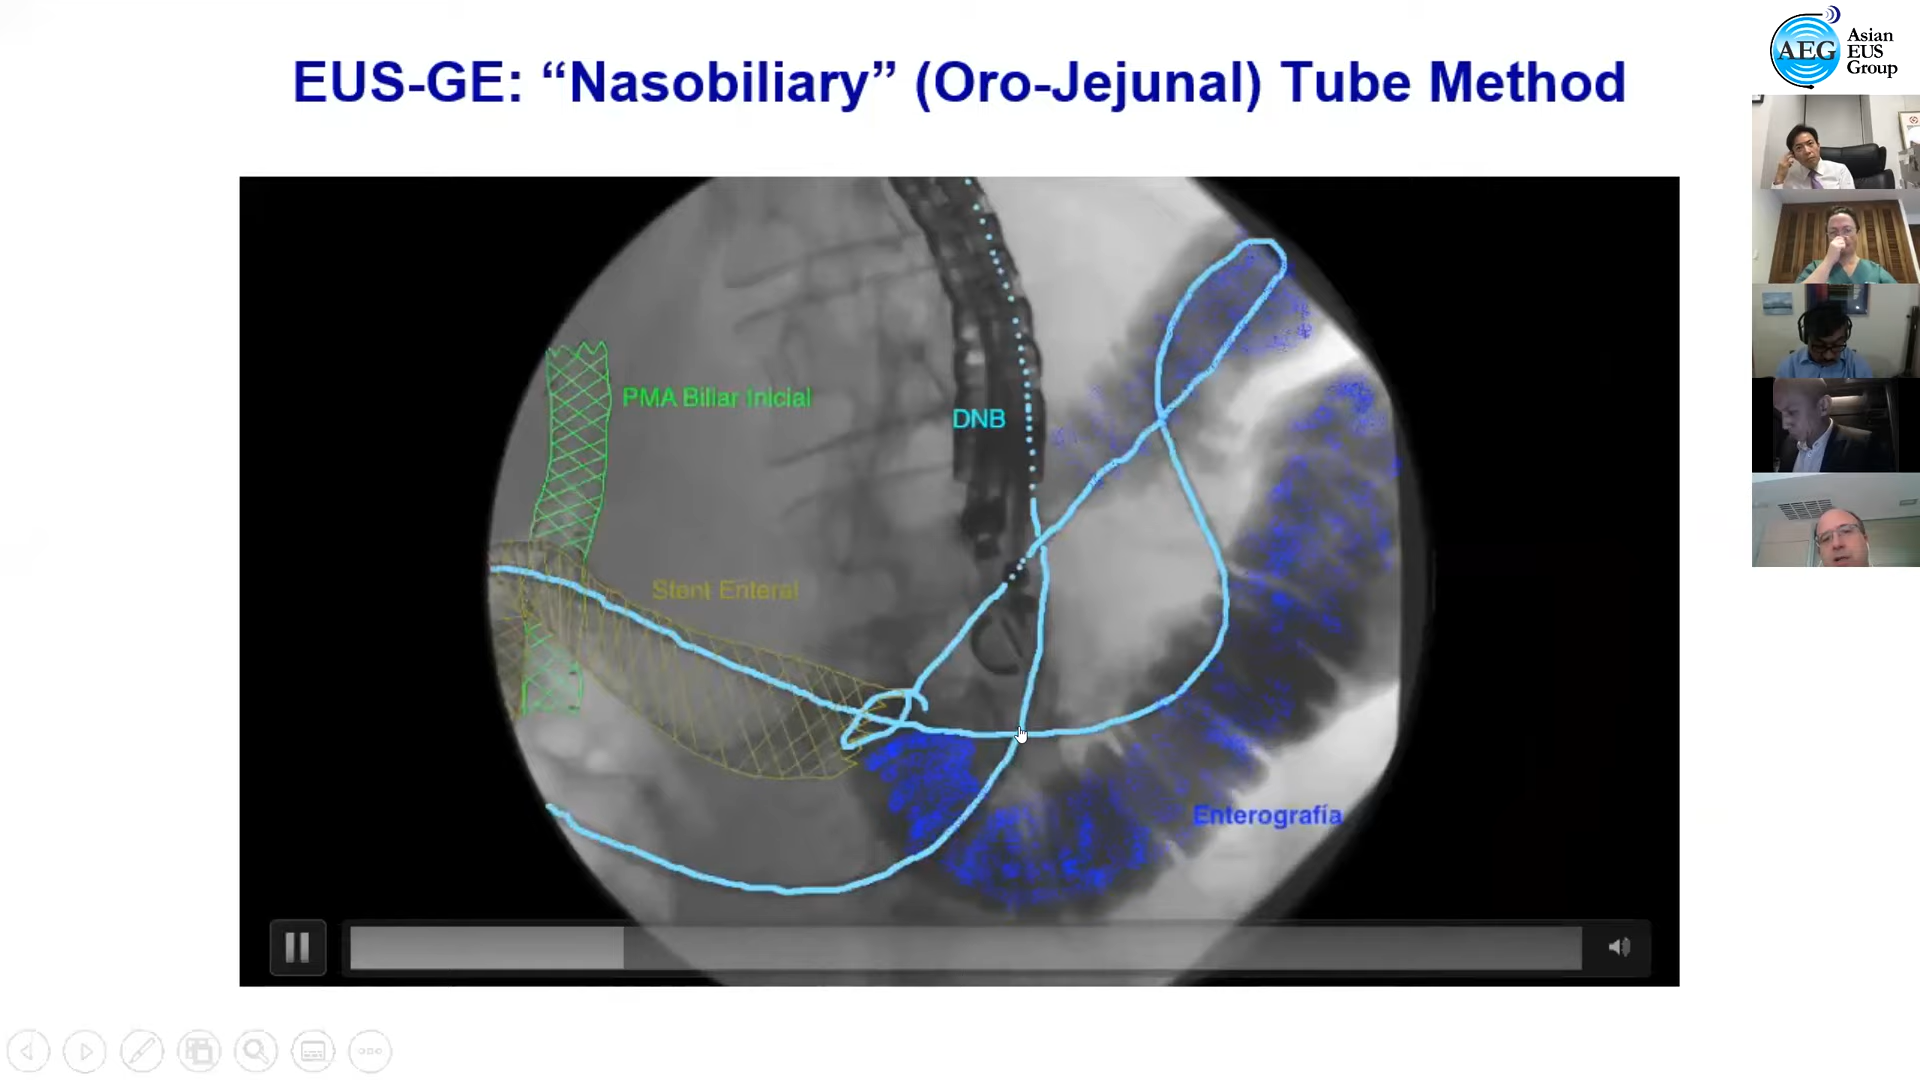 EUS-GE: “Nasobiliary” (Oro-Jejunal) Tube Method
AEG
Asian
EUS
Group
PMA Biliar Inicial
DNB
Stent Enteral
Enterografía